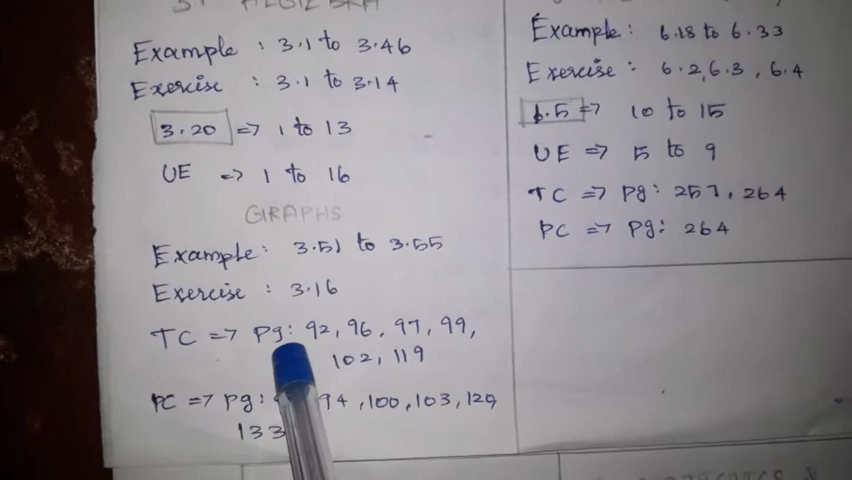 3. ALGEBRA
Example : 3.1 to 3.46
Exercise : 3.1 to 3.14
3.20 => 1 to 13
UE => 1 to 16
GRAPHS
Example : 3.51 to 3.55
Exercise : 3.16
TC => pg: 92, 96, 97, 99,
102, 119
PC => pg: 94, 100, 103, 129
133
Example : 6.18 to 6.33
Exercise : 6.2, 6.3, 6.4
6.5 => 10 to 15
UE => 5 to 9
TC => pg: 257, 264
PC => pg: 264